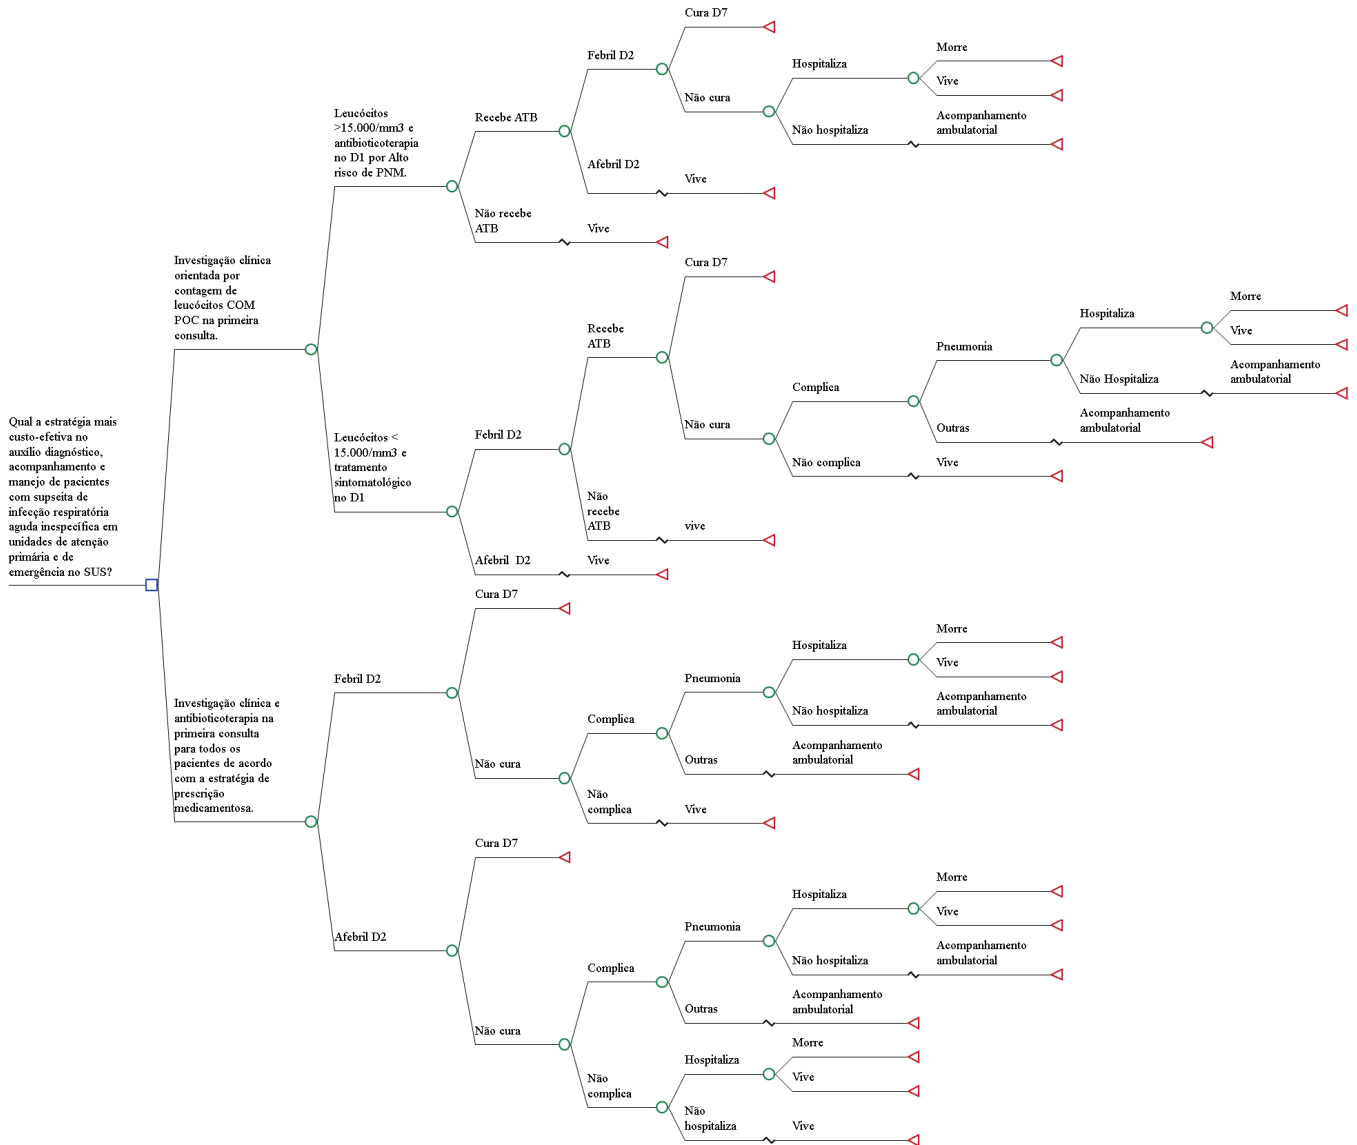 Qual a estratégia mais
custo-efetiva no
auxílio diagnóstico,
acompanhamento e
manejo de pacientes
com supseita de
infecção respiratória
aguda inespecífica em
unidades de atenção
primária e de
emergência no SUS?
Investigação clínica
orientada por
contagem de
leucócitos COM
POC na primeira
consulta.
Leucócitos
>15.000/mm3 e
antibioticoterapia
no D1 por Alto
risco de PNM.
Recebe ATB
Febril D2
Cura D7
Não cura
Hospitaliza
Morre
Vive
Não hospitaliza
Acompanhamento
ambulatorial
Afebril D2
Vive
Não recebe
ATB
Vive
Leucócitos <
15.000/mm3 e
tratamento
sintomatológico
no D1
Febril D2
Recebe
ATB
Cura D7
Não cura
Complica
Pneumonia
Hospitaliza
Morre
Vive
Não Hospitaliza
Acompanhamento
ambulatorial
Outras
Acompanhamento
ambulatorial
Não complica
Vive
Não
recebe
ATB
vive
Afebril D2
Vive
Investigação clínica e
antibioticoterapia na
primeira consulta
para todos os
pacientes de acordo
com a estratégia de
prescrição
medicamentosa.
Febril D2
Cura D7
Não cura
Complica
Pneumonia
Hospitaliza
Morre
Vive
Não hospitaliza
Acompanhamento
ambulatorial
Outras
Acompanhamento
ambulatorial
Não
complica
Vive
Afebril D2
Cura D7
Não cura
Complica
Pneumonia
Hospitaliza
Morre
Vive
Não hospitaliza
Acompanhamento
ambulatorial
Outras
Acompanhamento
ambulatorial
Não
complica
Hospitaliza
Morre
Vive
Não
hospitaliza
Vive